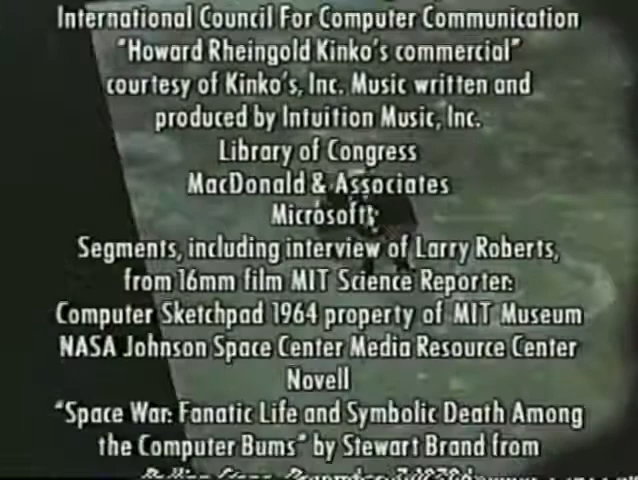 International Council For Computer Communication
"Howard Rheingold Kinko's commercial"
courtesy of Kinko's, Inc. Music written and
produced by Intuition Music, Inc.
Library of Congress
MacDonald & Associates
Microsoft
Segments, including interview of Larry Roberts,
from 16mm film MIT Science Reporter:
Computer Sketchpad 1964 property of MIT Museum
NASA Johnson Space Center Media Resource Center
Novell
"Space War: Fanatic Life and Symbolic Death Among
the Computer Bums" by Stewart Brand from